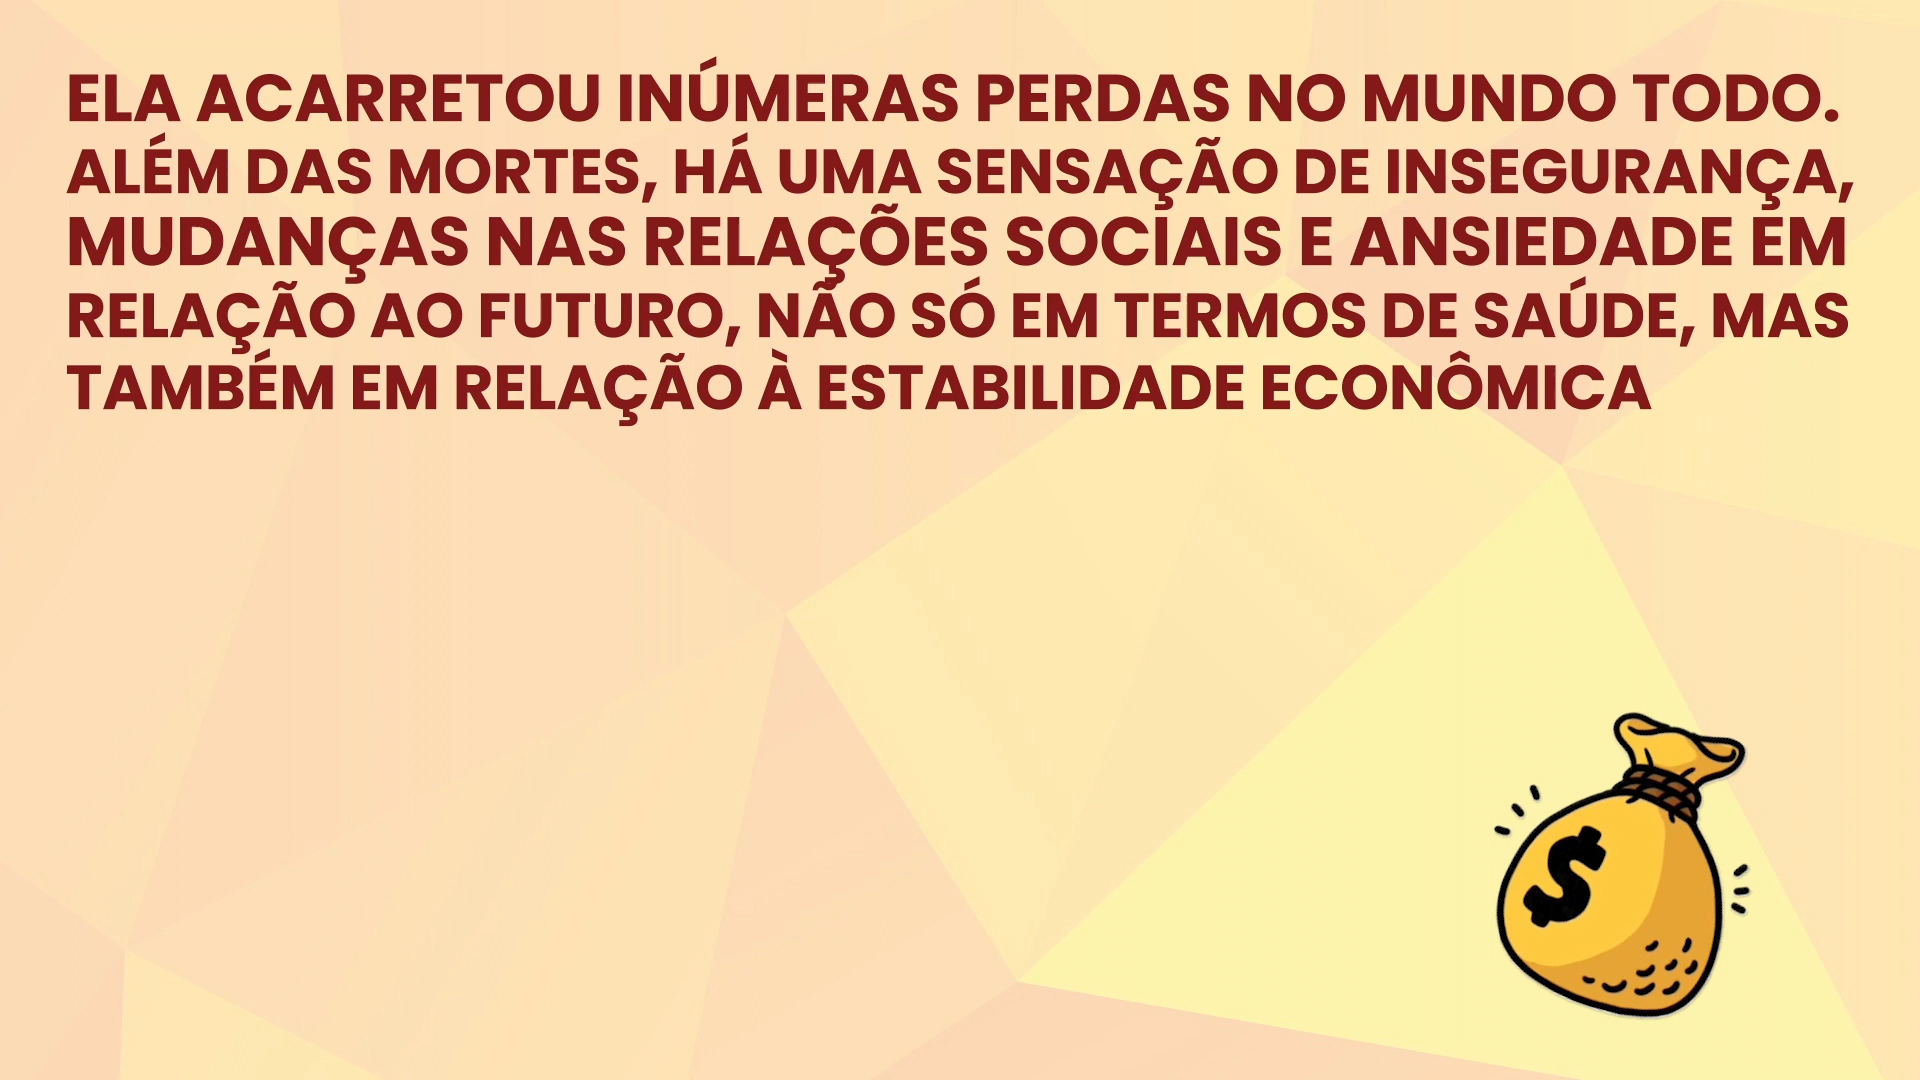 ELA ACARRETOU INÚMERAS PERDAS NO MUNDO TODO.
ALÉM DAS MORTES, HÁ UMA SENSAÇÃO DE INSEGURANÇA,
MUDANÇAS NAS RELAÇÕES SOCIAIS E ANSIEDADE EM
RELAÇÃO AO FUTURO, NÃO SÓ EM TERMOS DE SAÚDE, MAS
TAMBÉM EM RELAÇÃO À ESTABILIDADE ECONÔMICA
$